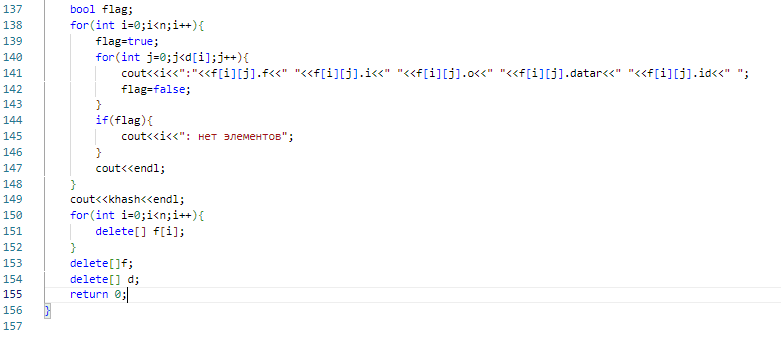 137 bool flag;
138 for(int i=0;i<n;i++){
139 flag=true;
140 for(int j=0;j<d[i];j++){
141 cout<<i<<":"<<f[i][j].f<<" "<<f[i][j].i<<" "<<f[i][j].o<<" "<<f[i][j].datar<<" "<<f[i][j].id<<" ";
142 flag=false;
143 }
144 if(flag){
145 cout<<i<<": нет элементов";
146 }
147 cout<<endl;
148 }
149 cout<<khash<<endl;
150 for(int i=0;i<n;i++){
151 delete[] f[i];
152 }
153 delete[]f;
154 delete[] d;
155 return 0;
156 }
157